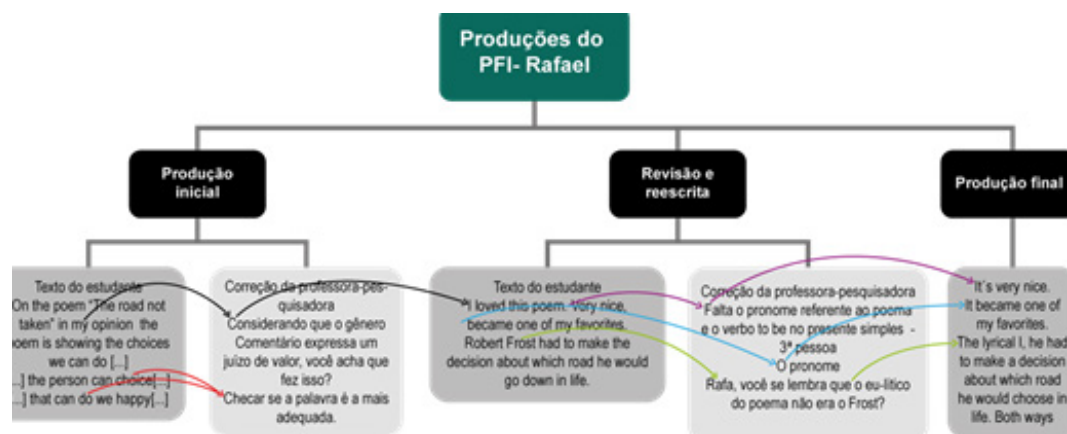 Produções do
PFI- Rafael
Produção
inicial
Revisão e
reescrita
Produção final
Texto do estudante
On the poem "The road not
taken" in my opinion the
poem is showing the choices
we can do [...]
[...] the person can choice[...]
[...] that can do we happy[...]
Correção da professora-pes-
quisadora
Considerando que o gênero
Comentário expressa um
juízo de valor, você acha que
fez isso?
Checar se a palavra é a mais
adequada.
Texto do estudante
I loved this poem. Very nice,
became one of my favorites.
Robert Frost had to make the
decision about which road he would
go down in life.
Correção da professora-pesquisadora
Falta o pronome referente ao poema
e o verbo to be no presente simples -
3ª pessoa
O pronome
Rafa, você se lembra que o eu-lítico
do poema não era o Frost?
It´s very nice.
It became one of
my favorites.
The lyrical I, he had
to make a decision
about which road
he would choose in
life. Both ways